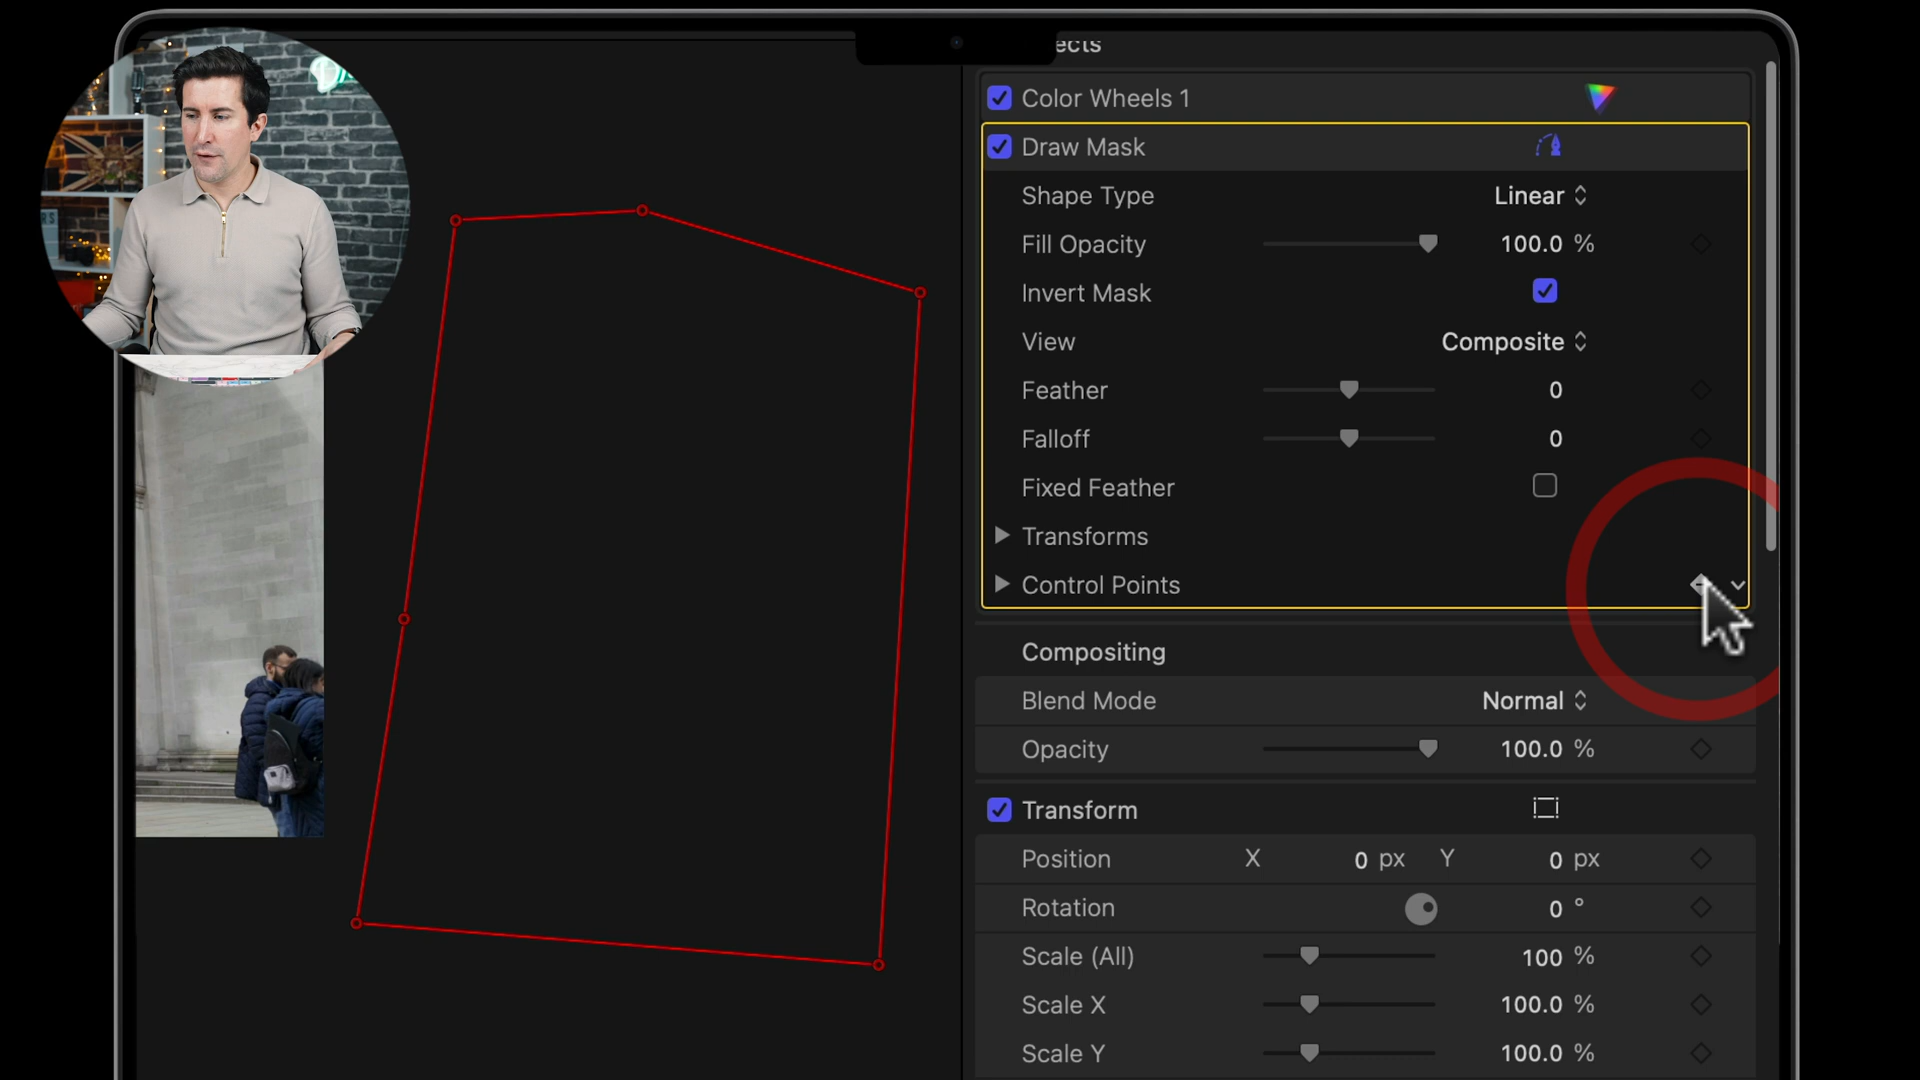 ects
Color Wheels 1
Draw Mask
Shape Type Linear
Fill Opacity 100.0 %
Invert Mask
View Composite
Feather 0
Falloff 0
Fixed Feather
Transforms
Control Points
Compositing
Blend Mode Normal
Opacity 100.0 %
Transform
Position X 0 px Y 0 px
Rotation 0 °
Scale (All) 100 %
Scale X 100.0 %
Scale Y 100.0 %